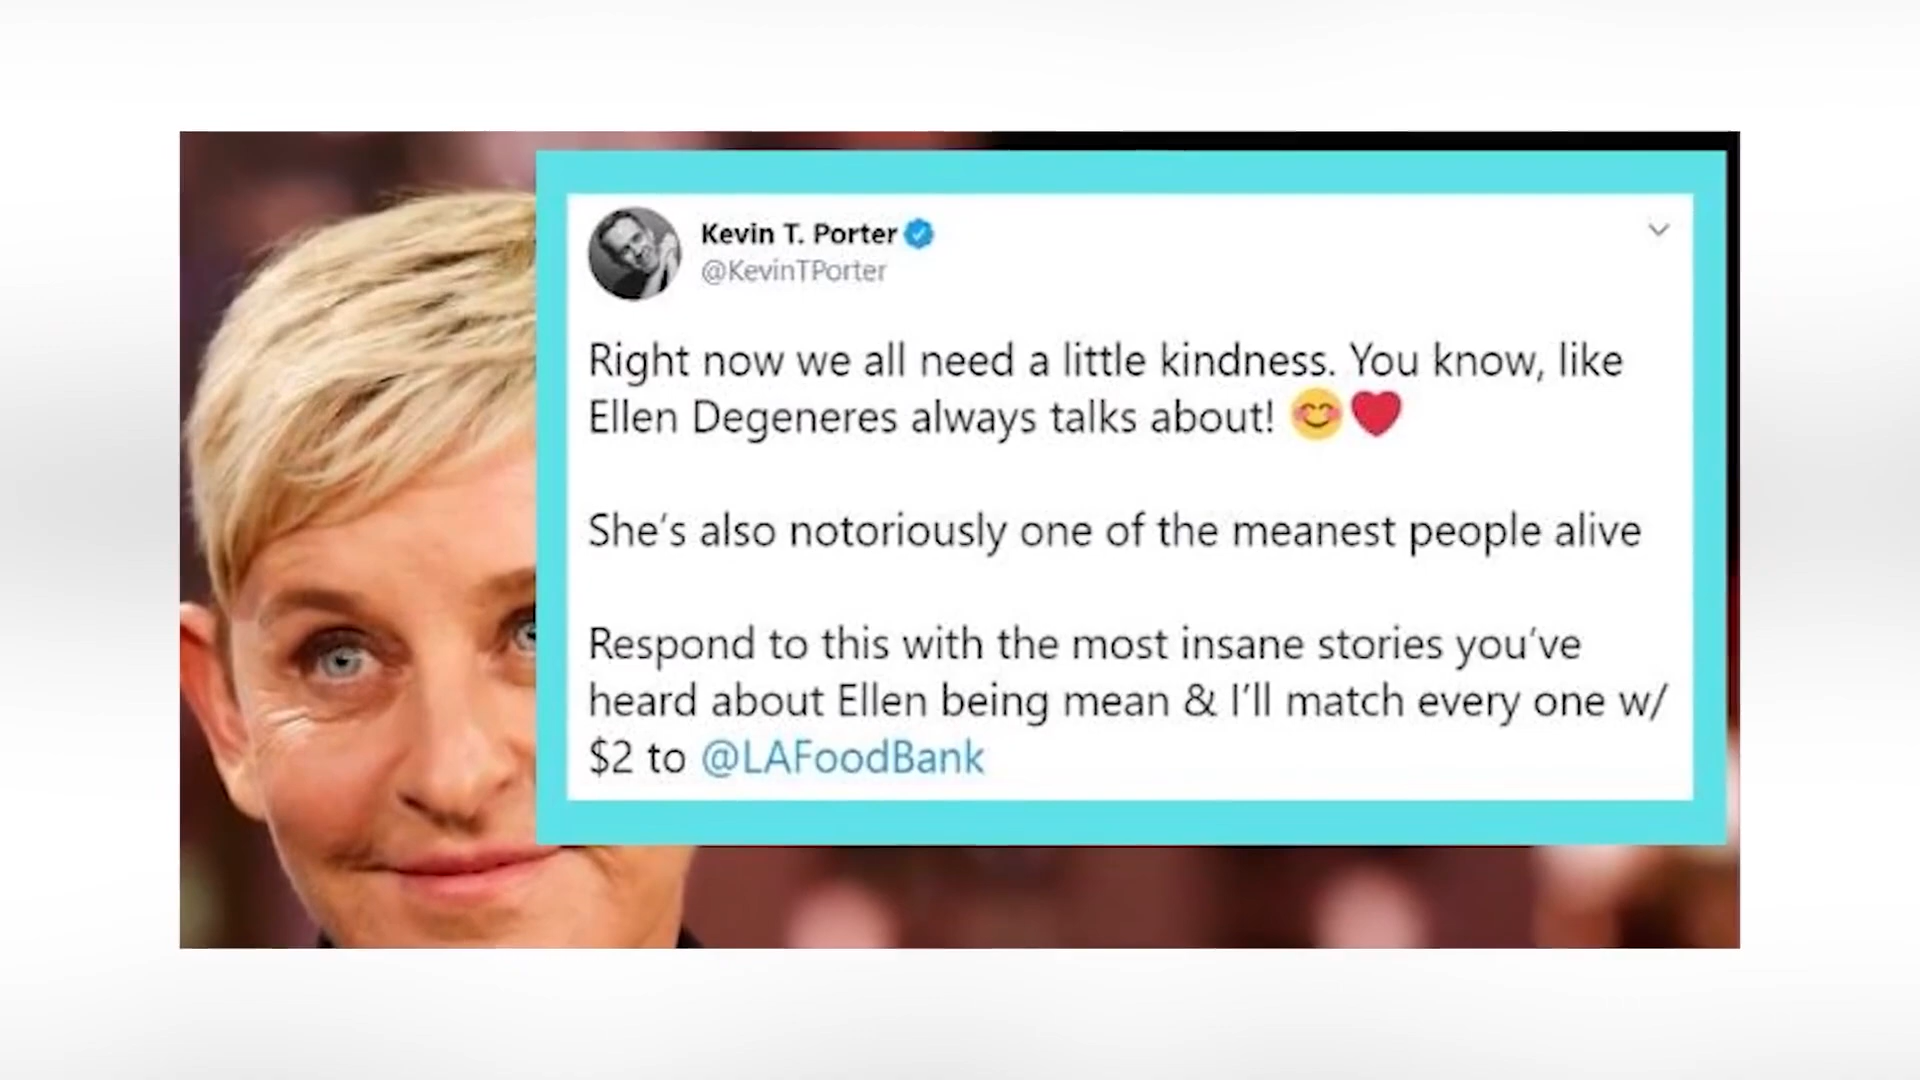 Kevin T. Porter
@KevinTPorter
Right now we all need a little kindness. You know, like
Ellen Degeneres always talks about! 😊❤️
She's also notoriously one of the meanest people alive
Respond to this with the most insane stories you've
heard about Ellen being mean & I'll match every one w/
$2 to @LAFoodBank